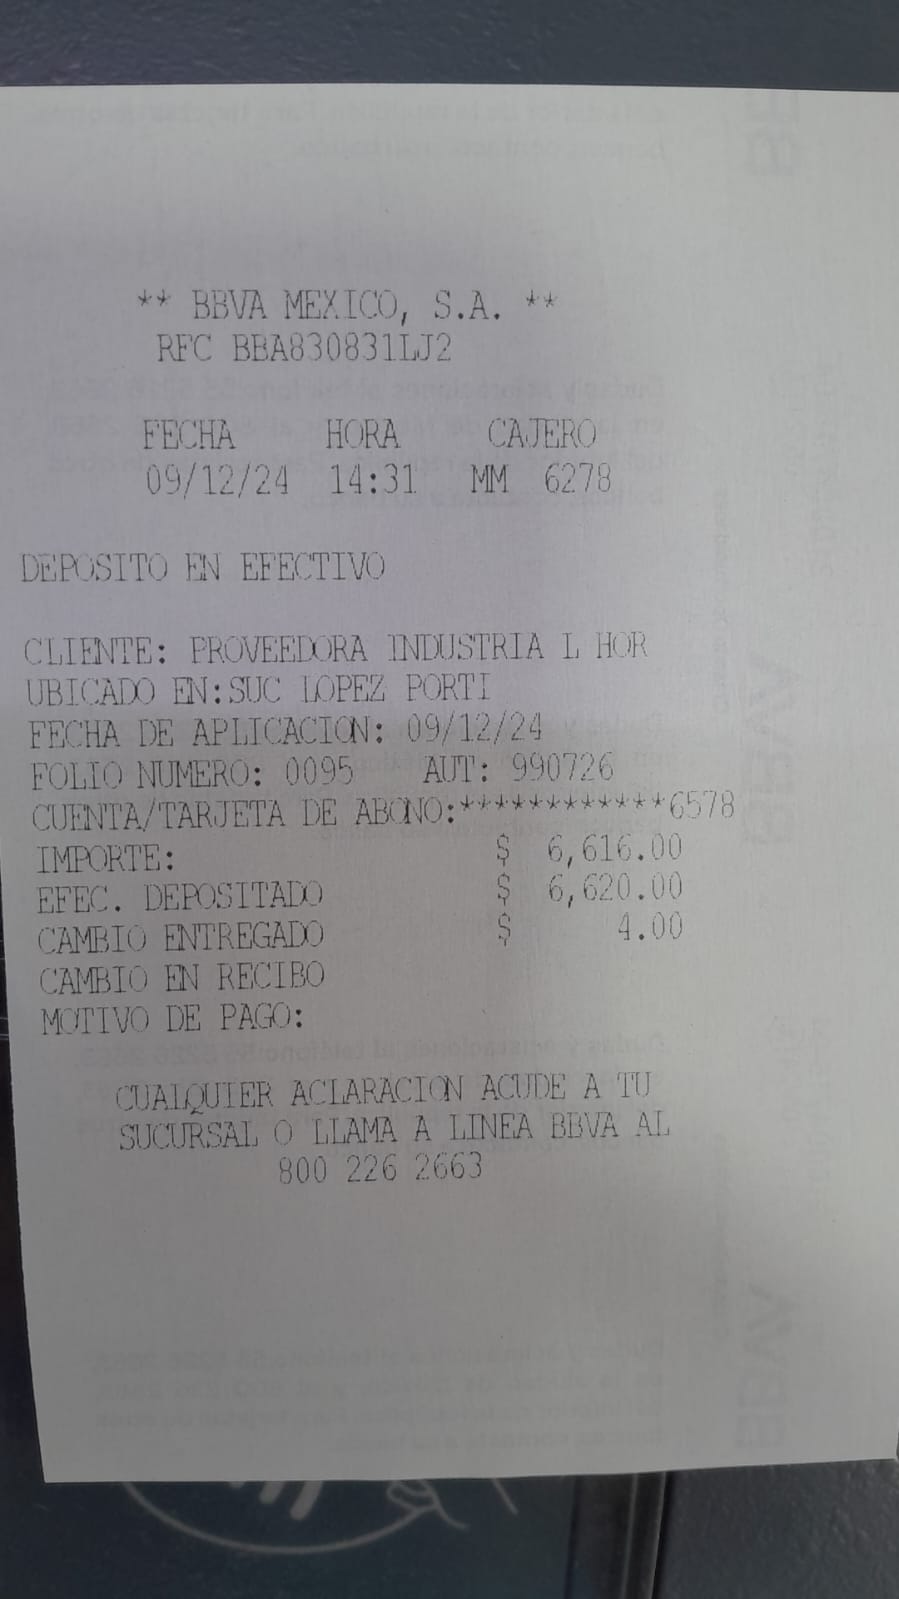 ** BBVA MEXICO, S.A. **
RFC BBA830831LJ2
FECHA HORA CAJERO
09/12/24 14:31 MM 6278
DEPOSITO EN EFECTIVO
CLIENTE: PROVEEDORA INDUSTRIA L HOR
UBICADO EN:SUC LOPEZ PORTI
FECHA DE APLICACION: 09/12/24
FOLIO NUMERO: 0095 AUT: 990726
CUENTA/TARJETA DE ABONO:************6578
IMPORTE: $ 6,616.00
EFEC. DEPOSITADO $ 6,620.00
CAMBIO ENTREGADO $ 4.00
CAMBIO EN RECIBO
MOTIVO DE PAGO:
CUALQUIER ACLARACION ACUDE A TU
SUCURSAL O LLAMA A LINEA BBVA AL
800 226 2663